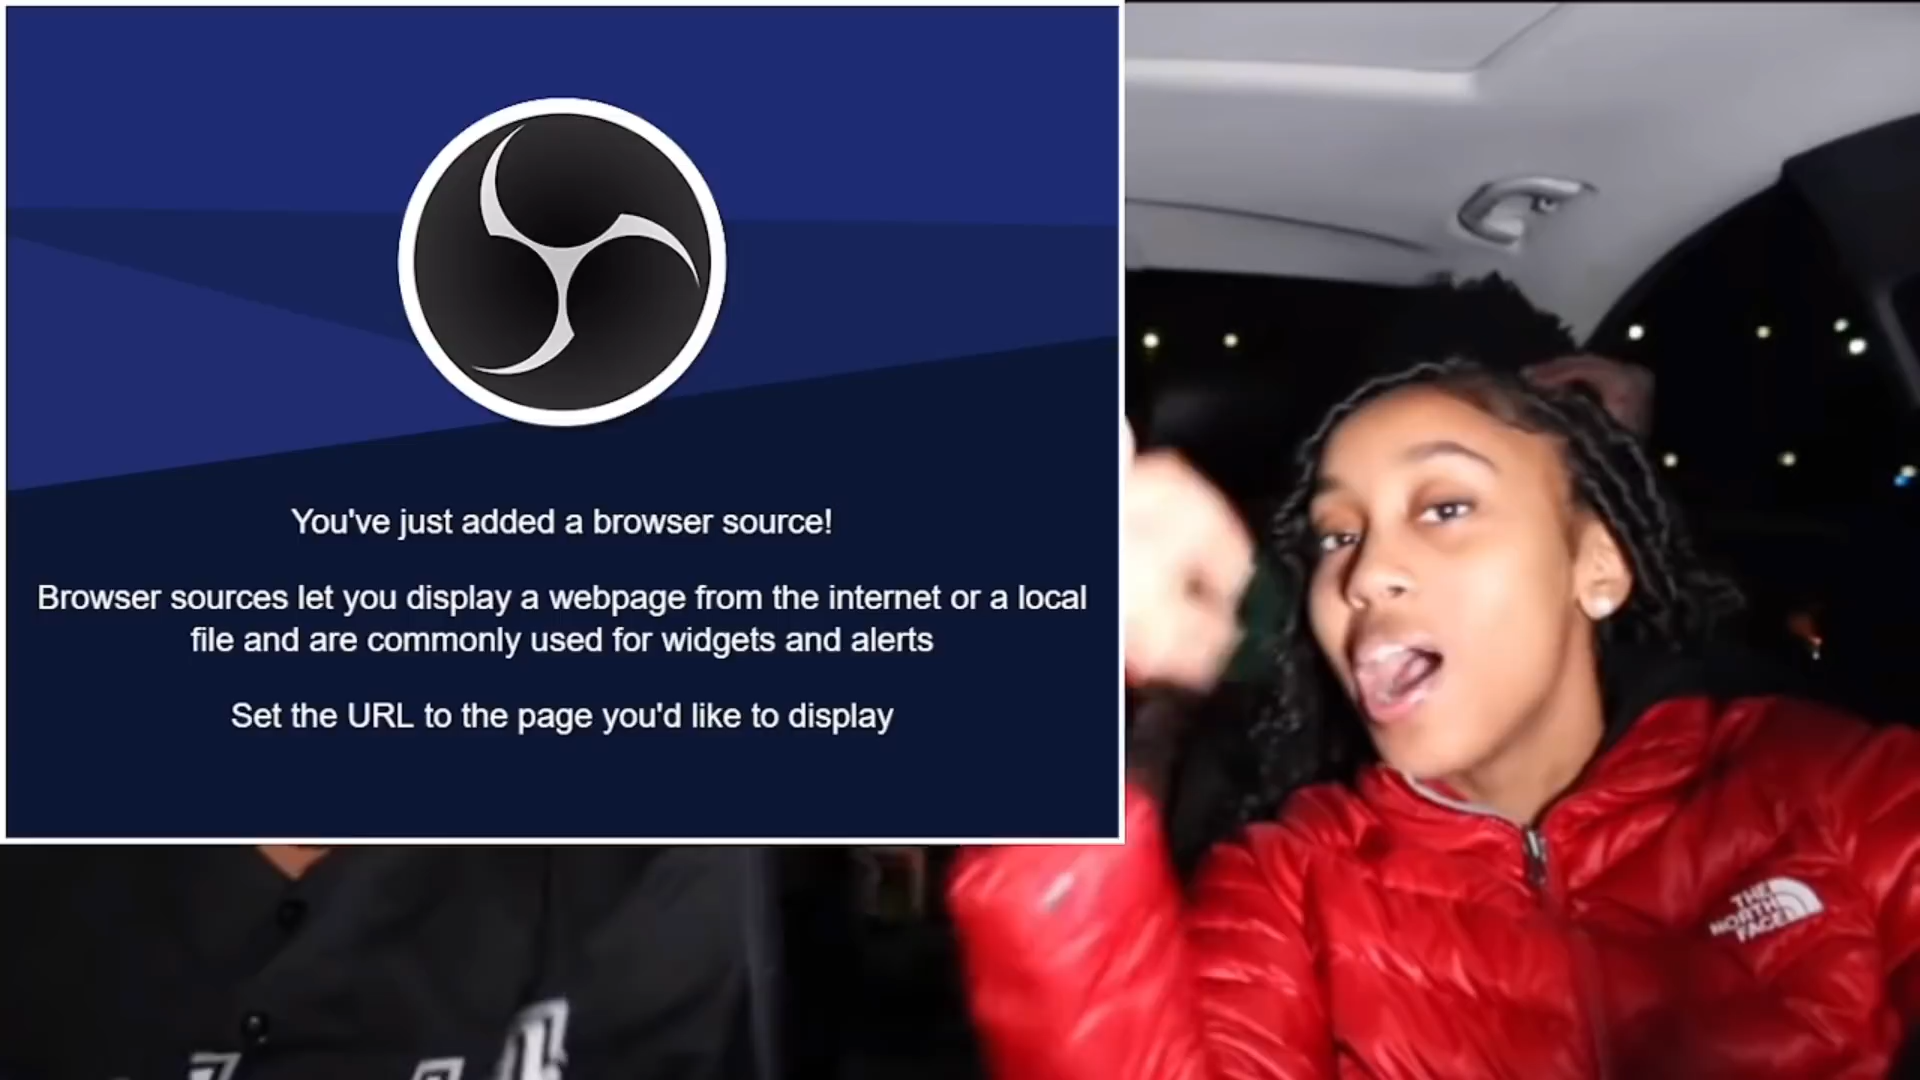 You've just added a browser source!
Browser sources let you display a webpage from the internet or a local
file and are commonly used for widgets and alerts
Set the URL to the page you'd like to display
THE
NORTH
FACE